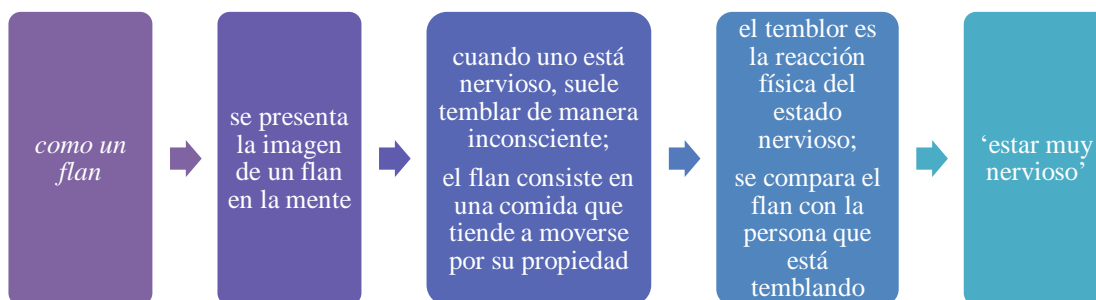 como un
flan
se presenta
la imagen
de un flan
en la mente
cuando uno está
nervioso, suele
temblar de manera
inconsciente;
el flan consiste en
una comida que
tiende a moverse
por su propiedad
el temblor es
la reacción
física del
estado
nervioso;
se compara el
flan con la
persona que
está
temblando
‘estar muy
nervioso’